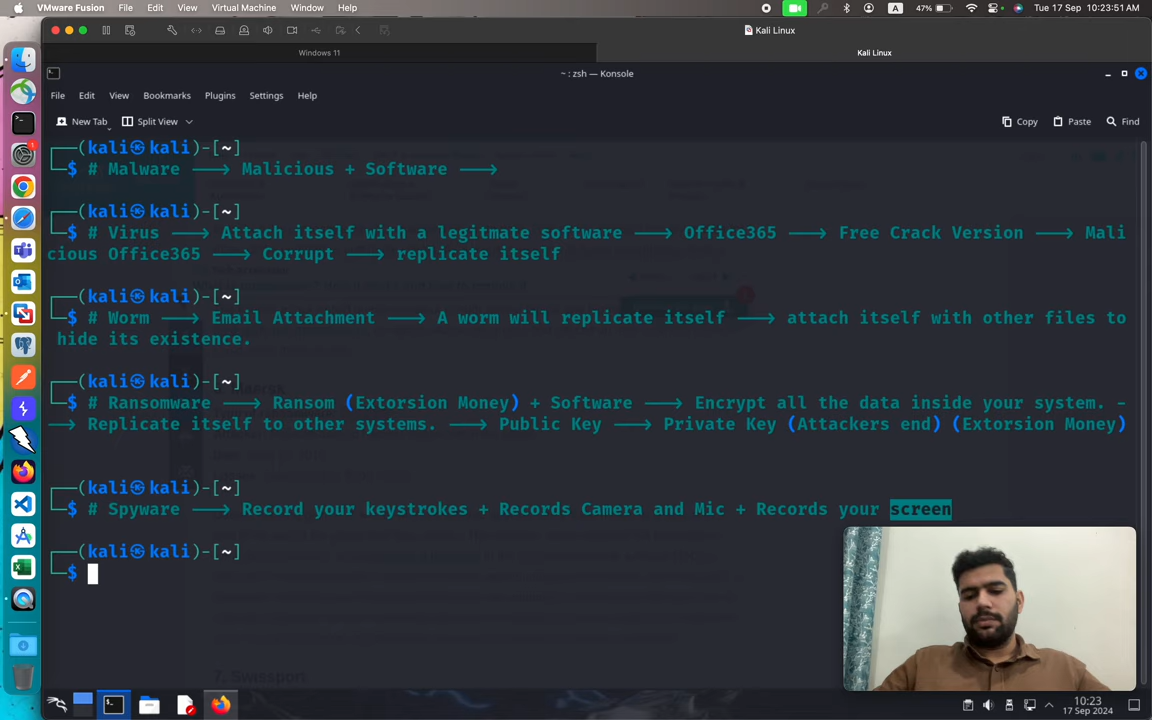 VMware Fusion File Edit View Virtual Machine Window Help A 47% Tue 17 Sep 10:23:51 AM
Kali Linux
Windows 11 Kali Linux
~ : zsh — Konsole
File Edit View Bookmarks Plugins Settings Help
New Tab Split View Copy Paste Find
┌──(kali㉿kali)-[~]
└─$ # Malware ---> Malicious + Software --->
┌──(kali㉿kali)-[~]
└─$ # Virus ---> Attach itself with a legitmate software ---> Office365 ---> Free Crack Version ---> Mali
cious Office365 ---> Corrupt ---> replicate itself
┌──(kali㉿kali)-[~]
└─$ # Worm ---> Email Attachment ---> A worm will replicate itself ---> attach itself with other files to
hide its existence.
┌──(kali㉿kali)-[~]
└─$ # Ransomware ---> Ransom (Extorsion Money) + Software ---> Encrypt all the data inside your system. -
--> Replicate itself to other systems. ---> Public Key ---> Private Key (Attackers end) (Extorsion Money)
┌──(kali㉿kali)-[~]
└─$ # Spyware ---> Record your keystrokes + Records Camera and Mic + Records your screen
┌──(kali㉿kali)-[~]
└─$
7. Swissport
10:23
17 Sep 2024